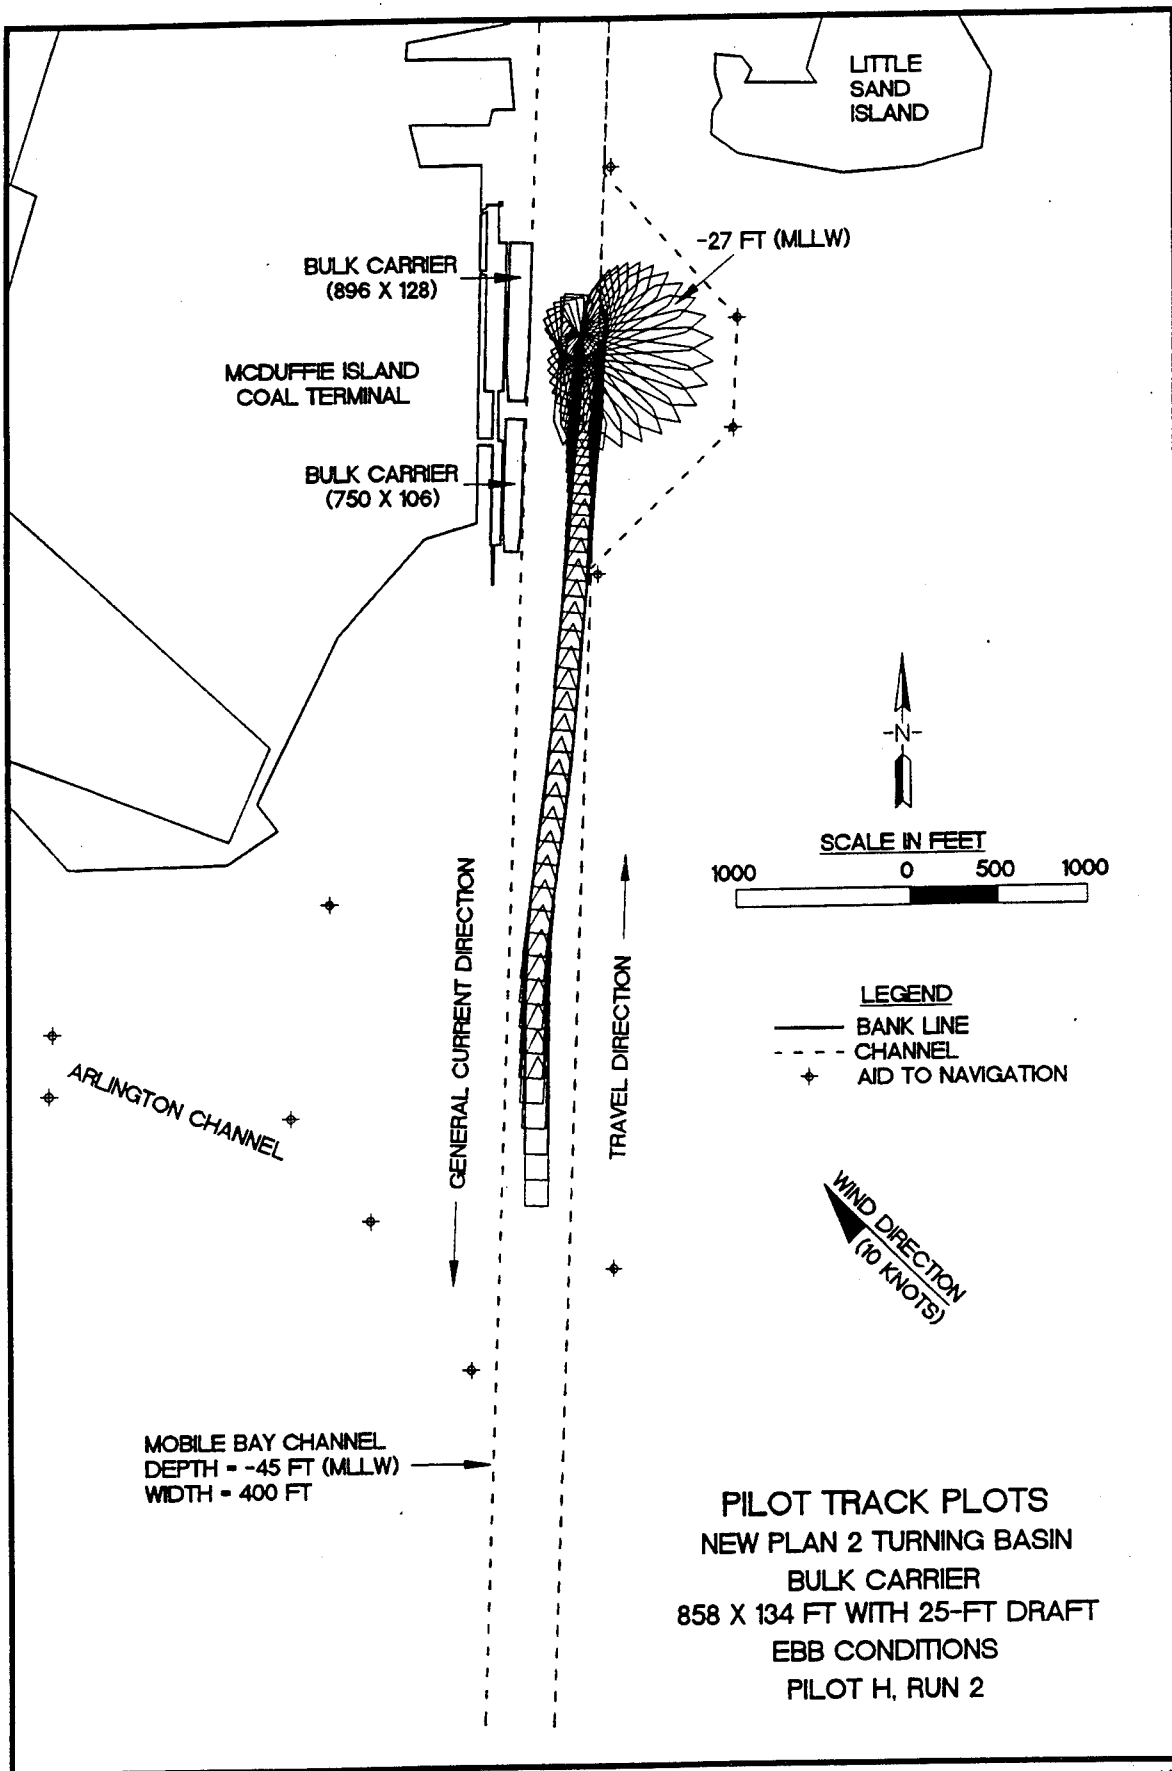 LITTLE
SAND
ISLAND
-27 FT (MLLW)
BULK CARRIER
(896 X 128)
MCDUFFIE ISLAND
COAL TERMINAL
BULK CARRIER
(750 X 106)
-N-
SCALE IN FEET
1000 0 500 1000
GENERAL CURRENT DIRECTION
TRAVEL DIRECTION
LEGEND
BANK LINE
CHANNEL
AID TO NAVIGATION
ARLINGTON CHANNEL
WIND DIRECTION
(10 KNOTS)
MOBILE BAY CHANNEL
DEPTH = -45 FT (MLLW)
WIDTH = 400 FT
PILOT TRACK PLOTS
NEW PLAN 2 TURNING BASIN
BULK CARRIER
858 X 134 FT WITH 25-FT DRAFT
EBB CONDITIONS
PILOT H, RUN 2